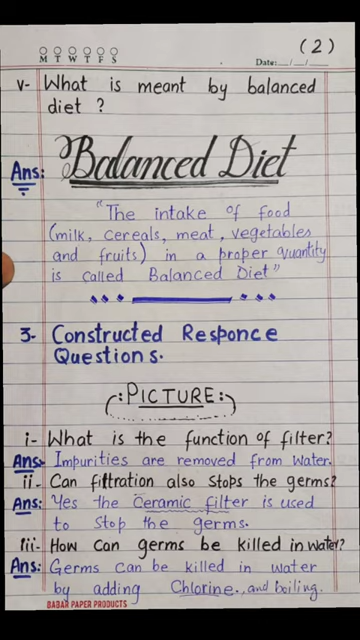 (2)
M T W T F S
Date: __/__/__
v- What is meant by balanced
diet ?
Ans: Balanced Diet
"The intake of food
(milk, cereals, meat, vegetables
and fruits) in a proper quantity
is called Balanced Diet"
3- Constructed Responce
Questions.
(:PICTURE:)
i- What is the function of filter?
Ans: Impurities are removed from water.
ii- Can filtration also stops the germs?
Ans: Yes the Ceramic filter is used
to stop the germs.
iii- How can germs be killed in water?
Ans: Germs can be killed in water
by adding Chlorine., and boiling.
BABAR PAPER PRODUCTS